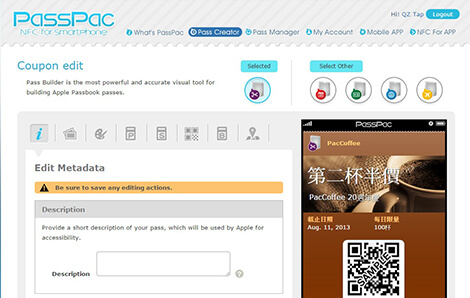 PassPac
NFC for Smartphone
Hi! QZ Tap Logout
What's PassPac Pass Creator Pass Manager My Account Mobile APP NFC For APP
Coupon edit
Pass Builder is the most powerful and accurate visual tool for
building Apple Passbook passes.
Selected
Select Other
Edit Metadata
Be sure to save any editing actions.
Description
Provide a short description of your pass, which will be used by Apple for
accessibility.
Description
PassPac
PacCoffee
第二杯半價
PacCoffee 20週年慶
截止日期 每日限量
Aug. 11, 2013 100杯